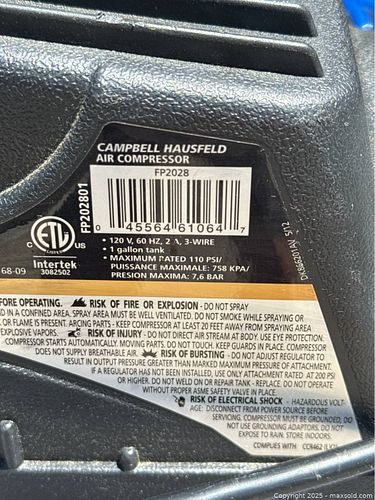 CAMPBELL HAUSFELD
AIR COMPRESSOR
FP2028
0 45564 61064 7
FP202801
C LISTED US
Intertek
3082502
68-09
• 120 V, 60 HZ, 2 A, 3-WIRE
• 1 gallon tank
• MAXIMUM RATED 110 PSI/
PUISSANCE MAXIMALE: 758 KPA/
PRESION MAXIMA: 7,6 BAR
5/12
FORE OPERATING. RISK OF FIRE OR EXPLOSION - DO NOT SPRAY
D IN A CONFINED AREA. SPRAY AREA MUST BE WELL VENTILATED. DO NOT SMOKE WHILE SPRAYING OR
OR FLAME IS PRESENT. ARCING PARTS - KEEP COMPRESSOR AT LEAST 20 FEET AWAY FROM SPRAYING AREA
EXPLOSIVE VAPORS. RISK OF INJURY - DO NOT DIRECT AIR STREAM AT BODY. USE EYE PROTECTION.
COMPRESSOR STARTS AUTOMATICALLY. MOVING PARTS. DO NOT TOUCH. KEEP GUARDS IN PLACE. COMPRESSOR
DOES NOT SUPPLY BREATHABLE AIR. RISK OF BURSTING - DO NOT ADJUST REGULATOR TO
RESULT IN OUTPUT PRESSURE GREATER THAN MARKED MAXIMUM PRESSURE OF ATTACHMENT.
IF A REGULATOR HAS NOT BEEN INSTALLED, USE ONLY ATTACHMENT RATED AT 200 PSI
OR HIGHER. DO NOT WELD ON OR REPAIR TANK - REPLACE. DO NOT OPERATE
WITHOUT PROPER ASME SAFETY VALVE IN PLACE.
RISK OF ELECTRICAL SHOCK - HAZARDOUS VOLT-
AGE: DISCONNECT FROM POWER SOURCE BEFORE
SERVICING. COMPRESSOR MUST BE GROUNDED; DO
NOT USE GROUNDING ADAPTORS. DO NOT
EXPOSE TO RAIN. STORE INDOORS.
COMPLIES WITH
Copyright 2025 - maxsold.com